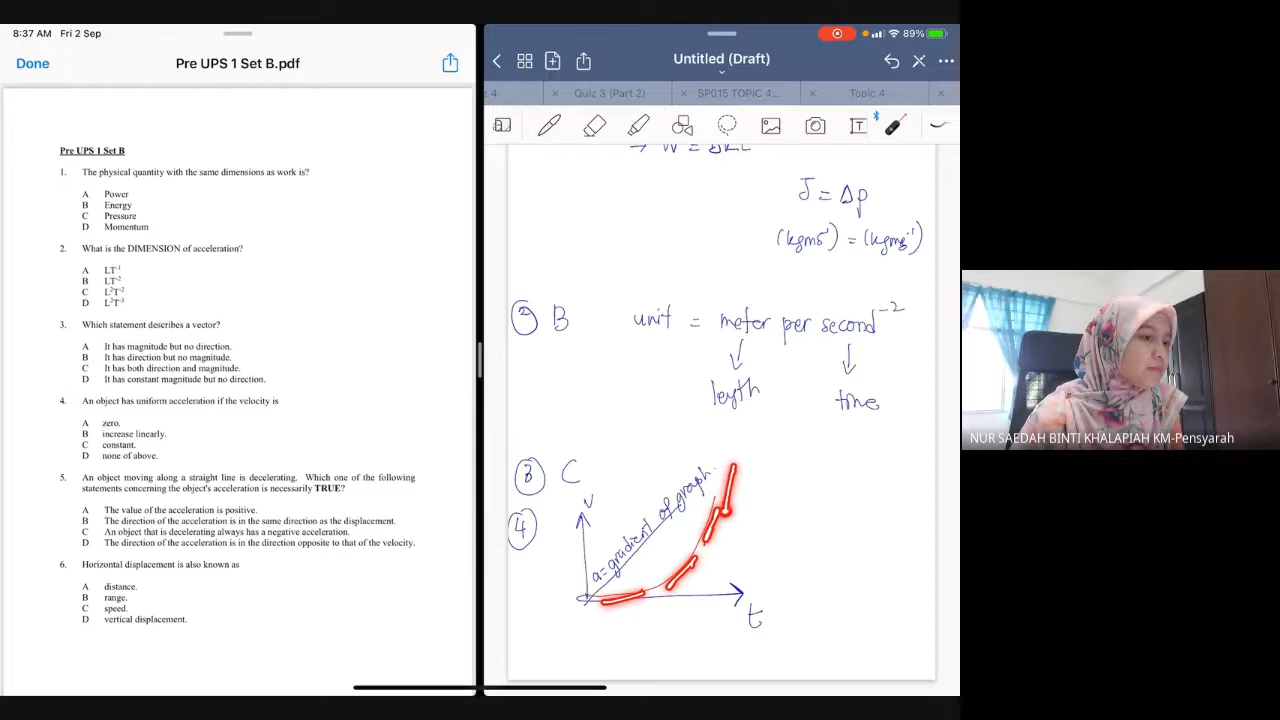 8:37 AM Fri 2 Sep
Done
Pre UPS 1 Set B.pdf
Pre UPS 1 Set B
1. The physical quantity with the same dimensions as work is?
A Power
B Energy
C Pressure
D Momentum
2. What is the DIMENSION of acceleration?
A LT⁻¹
B LT⁻²
C L²T⁻²
D L²T⁻³
3. Which statement describes a vector?
A It has magnitude but no direction.
B It has direction but no magnitude.
C It has both direction and magnitude.
D It has constant magnitude but no direction.
4. An object has uniform acceleration if the velocity is
A zero.
B increase linearly.
C constant.
D none of above.
5. An object moving along a straight line is decelerating. Which one of the following
statements concerning the object's acceleration is necessarily TRUE?
A The value of the acceleration is positive.
B The direction of the acceleration is in the same direction as the displacement.
C An object that is decelerating always has a negative acceleration.
D The direction of the acceleration is in the direction opposite to that of the velocity.
6. Horizontal displacement is also known as
A distance.
B range.
C speed.
D vertical displacement.
89%
Untitled (Draft)
z 4
Quiz 3 (Part 2)
SP015 TOPIC 4...
Topic 4
J = Δp
(kgms⁻¹) = (kgms⁻¹)
② B unit = meter per second⁻²
length time
③ C
④
v
a = gradient of graph.
t
NUR SAEDAH BINTI KHALAPIAH KM-Pensyarah